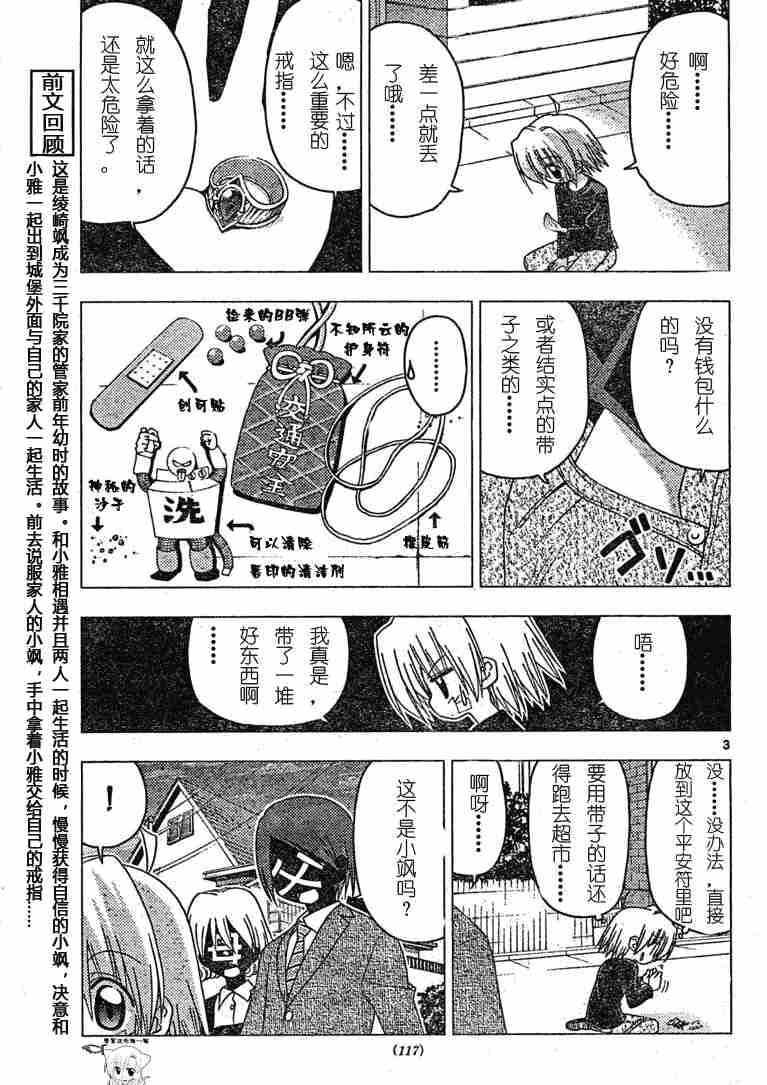 啊……
好危险……
差一点就丢
了哦……
嗯，不过……
这么重要的
戒指……
就这么拿着的话，
还是太危险了。
前文回顾
这是绫崎飒成为三千院家的管家前年幼时的故事。和小雅相遇并且两人一起生活的时候，慢慢获得自信的小飒，决意和
小雅一起出到城堡外面与自己的家人一起生活。前去说服家人的小飒，手中拿着小雅交给自己的戒指……
没有钱包什么
的吗？
或者结实点的带
子之类的……
ゴソ…
……
捡来的BB弹
不知所云的
护身符
创可贴
交通安全
神秘的
沙子
洗
可以清除
复印的清洁剂
橡皮筋
唔……
我真是，
带了一堆
好东西啊
……
3
没……没办法，直接
放到这个平安符里吧
要用带子的话还
得跑去超市……
啊呀……
这不是小飒吗？
父
母
！
(117)